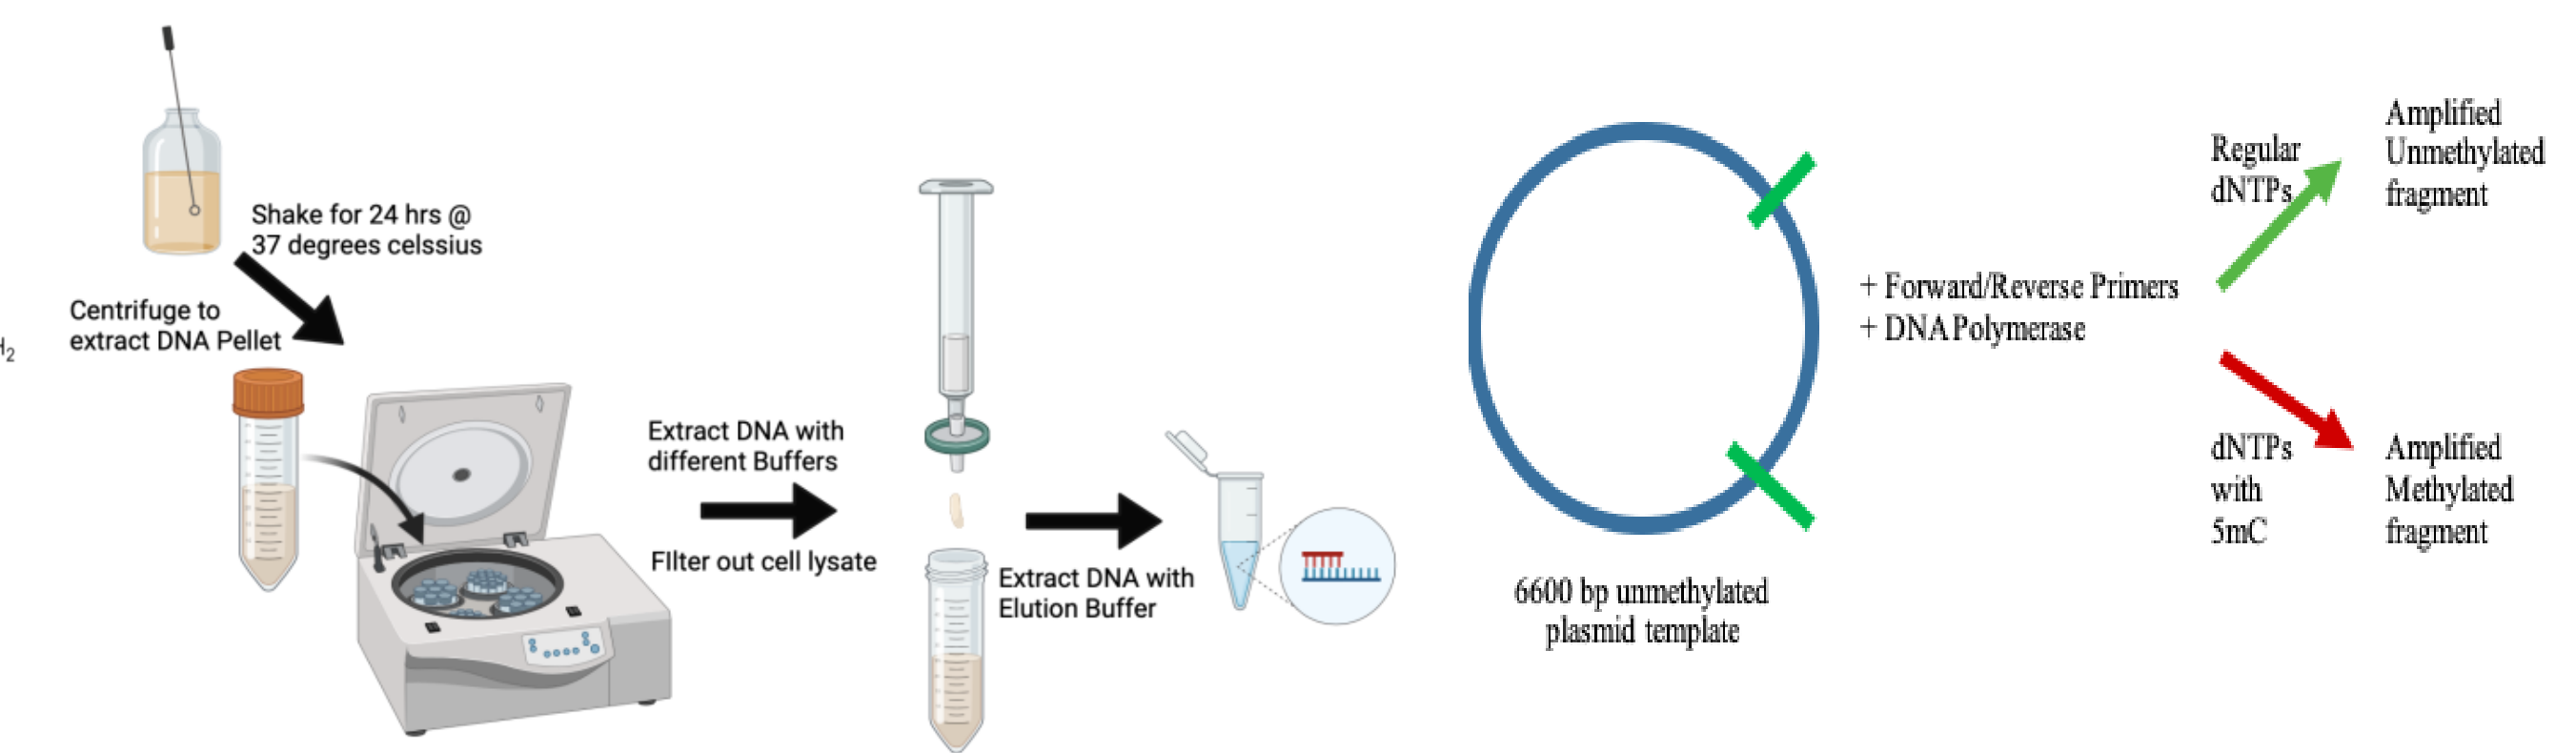 Shake for 24 hrs @
37 degrees celssius
Centrifuge to
extract DNA Pellet
H2
Extract DNA with
different Buffers
FIlter out cell lysate
Extract DNA with
Elution Buffer
6600 bp unmethylated
plasmid template
+ Forward/Reverse Primers
+ DNA Polymerase
Regular
dNTPs
Amplified
Unmethylated
fragment
dNTPs
with
5mC
Amplified
Methylated
fragment